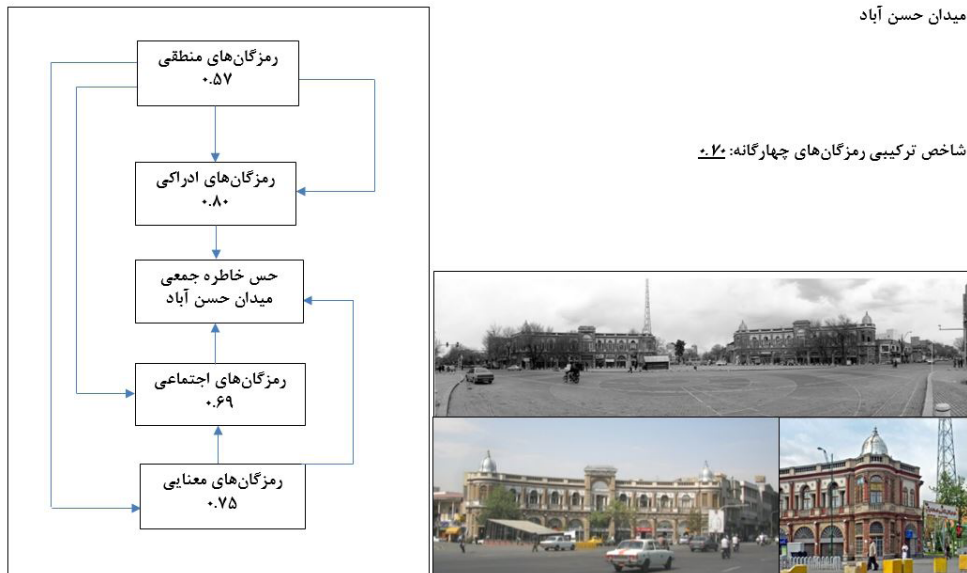 میدان حسن آباد
شاخص ترکیبی رمزگان‌های چهارگانه: ۰.۷۰
رمزگان‌های منطقی
۰.۵۷
رمزگان‌های ادراکی
۰.۸۰
حس خاطره جمعی
میدان حسن آباد
رمزگان‌های اجتماعی
۰.۶۹
رمزگان‌های معنایی
۰.۷۵